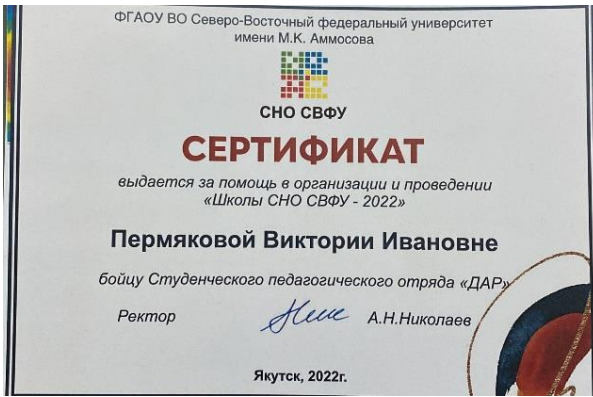 ФГАОУ ВО Северо-Восточный федеральный университет
имени М.К. Аммосова
СНО СВФУ
СЕРТИФИКАТ
выдается за помощь в организации и проведении
«Школы СНО СВФУ - 2022»
Пермяковой Виктории Ивановне
бойцу Студенческого педагогического отряда «ДАР»
Ректор А.Н.Николаев
Якутск, 2022г.